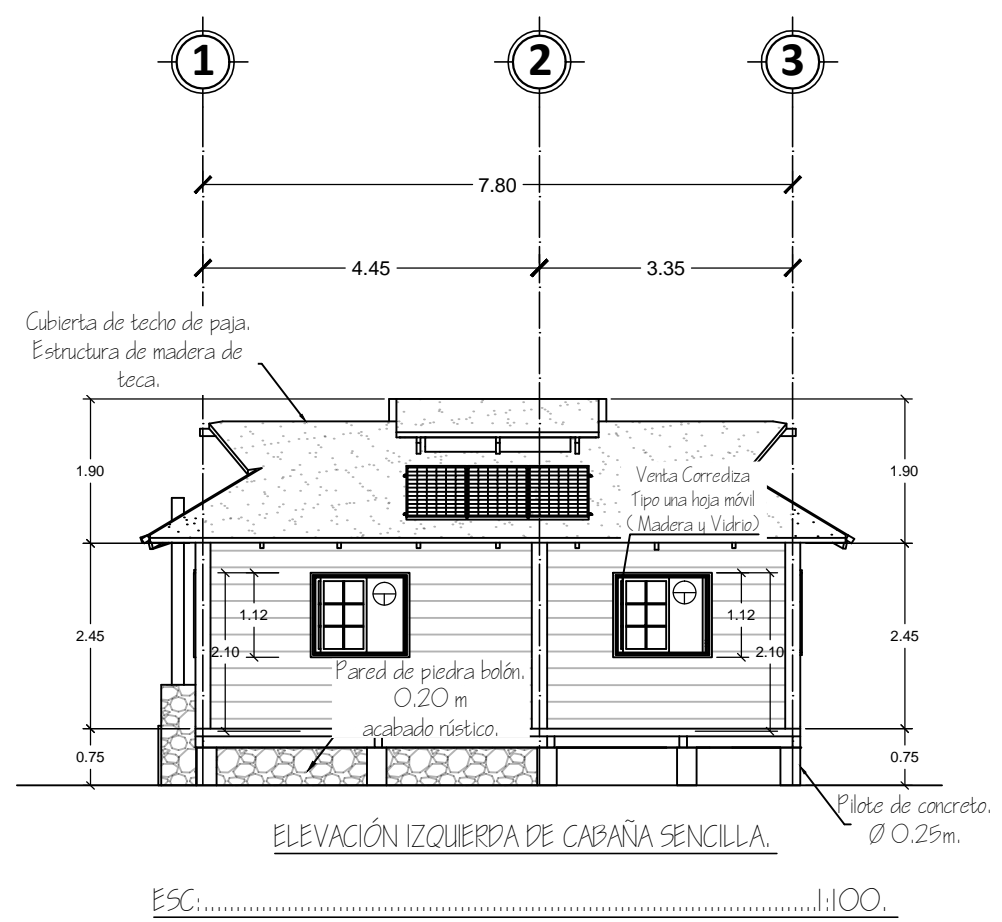 1 2 3
7.80
4.45 3.35
Cubierta de techo de paja.
Estructura de madera de
teca.
1.90
1.90
Venta Corrediza
Tipo una hoja móvil
( Madera y Vidrio)
1.12
1.12
2.45
2.10
2.10
2.45
Pared de piedra bolón.
0.20 m
acabado rústico.
0.75
0.75
Pilote de concreto.
Ø 0.25m.
ELEVACIÓN IZQUIERDA DE CABAÑA SENCILLA.
ESC:..........................................................................................1:100.